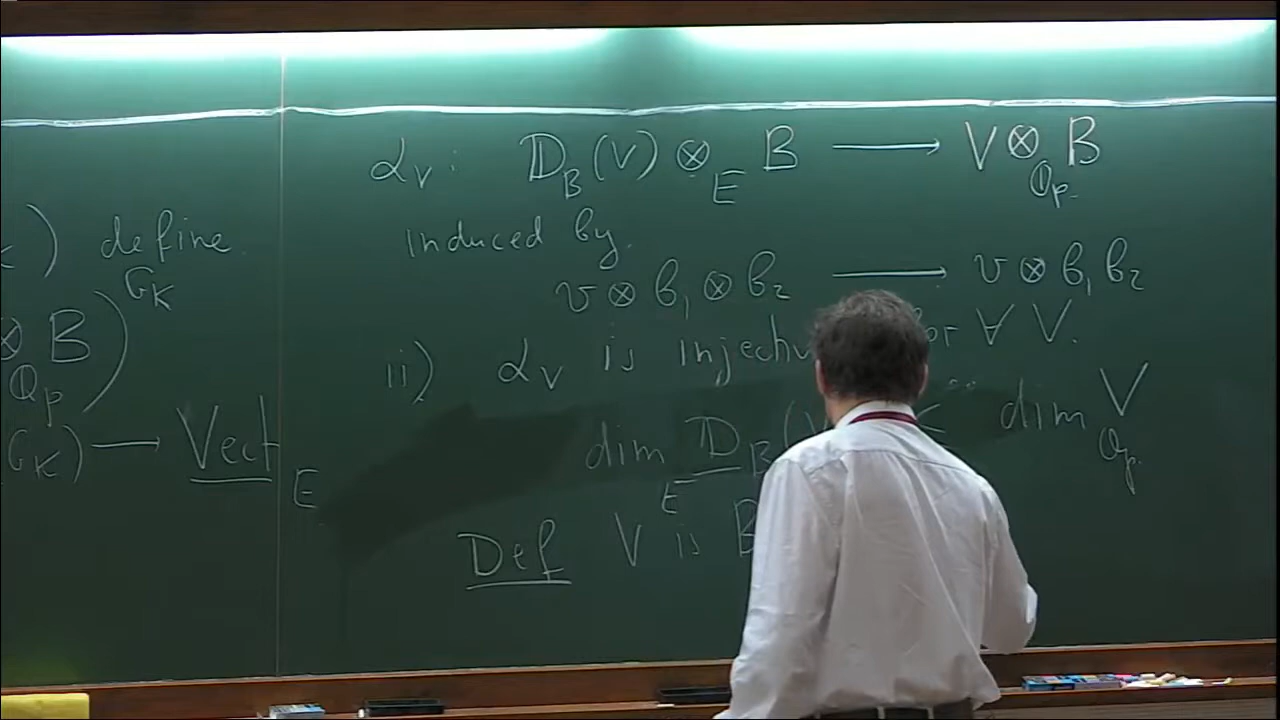 ) define
⊗ B)^{G_K}
Q_p
G_K) ⟶ Vect_E
α_V : D_B(V) ⊗_E B ⟶ V ⊗_{Q_p} B
induced by
v ⊗ b_1 ⊗ b_2 ⟶ v ⊗ b_1 b_2
ii) α_V is for ∀ V.
dim_E D_B(V ≤ dim_{Q_p} V
Def V is B